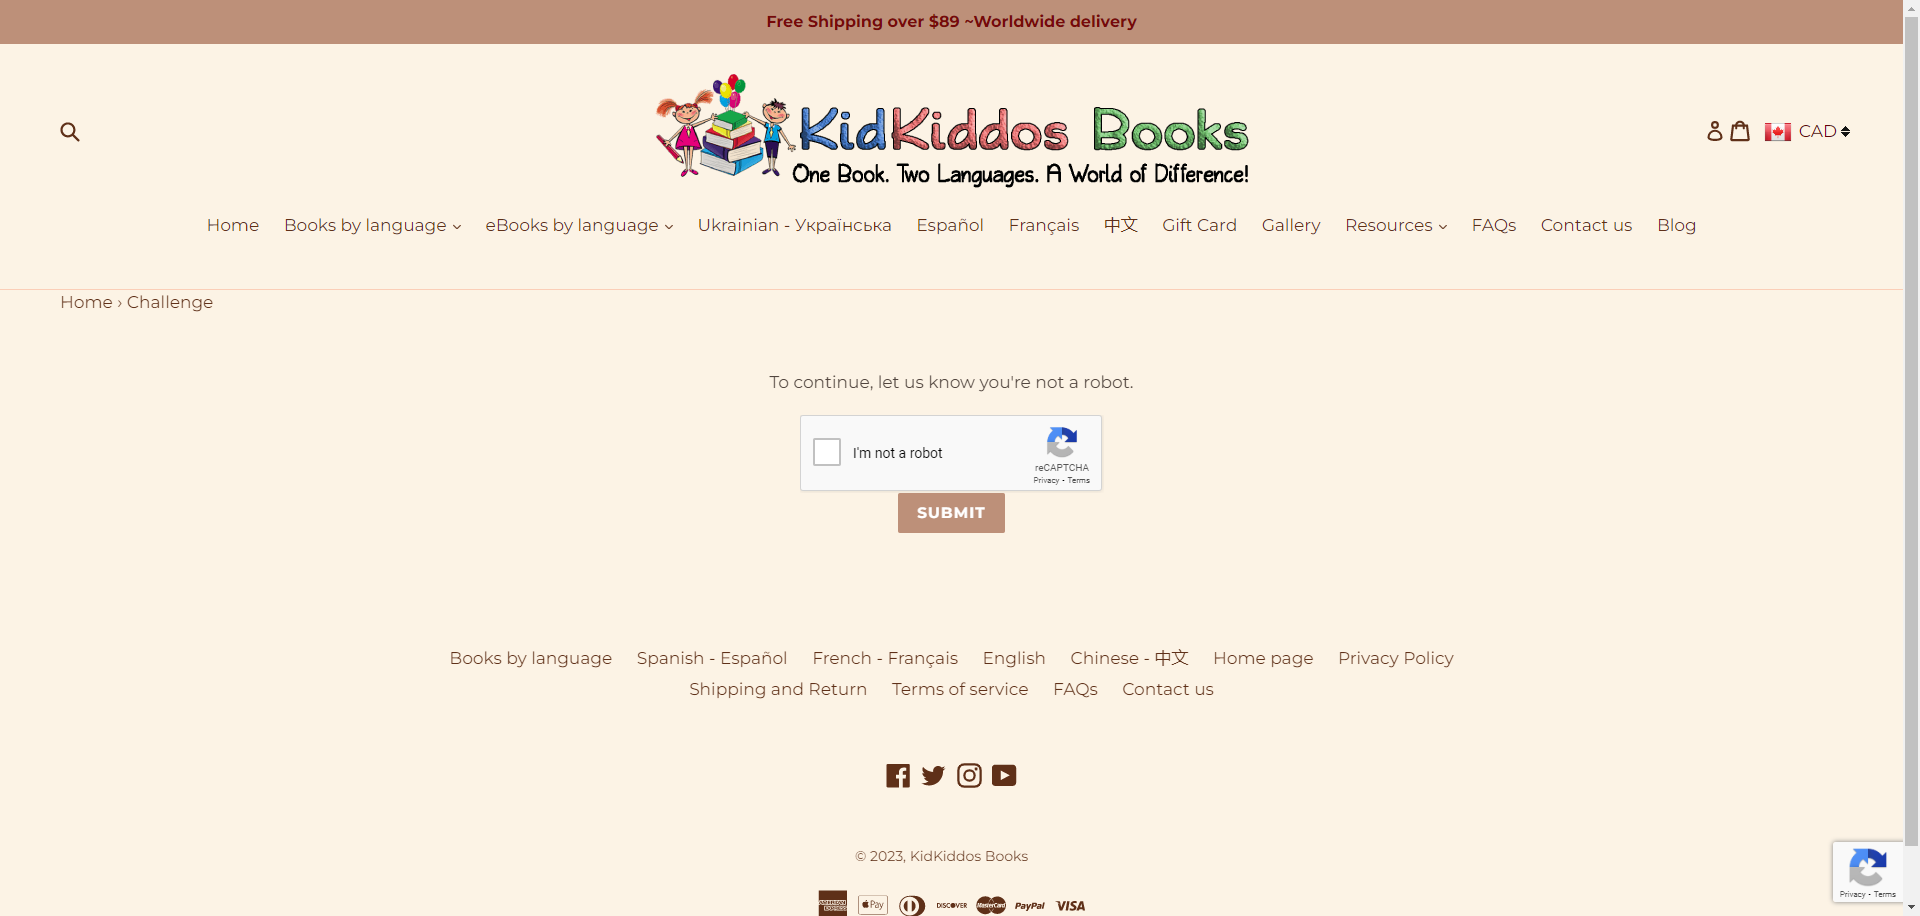 Free Shipping over $89 ~Worldwide delivery
KidKiddos Books
One Book. Two Languages. A World of Difference!
CAD
Home Books by language eBooks by language Ukrainian - Українська Español Français 中文 Gift Card Gallery Resources FAQs Contact us Blog
Home › Challenge
To continue, let us know you're not a robot.
I'm not a robot
reCAPTCHA
Privacy - Terms
SUBMIT
Books by language Spanish - Español French - Français English Chinese - 中文 Home page Privacy Policy
Shipping and Return Terms of service FAQs Contact us
© 2023, KidKiddos Books
Pay DISCOVER MasterCard PayPal VISA
Privacy - Terms